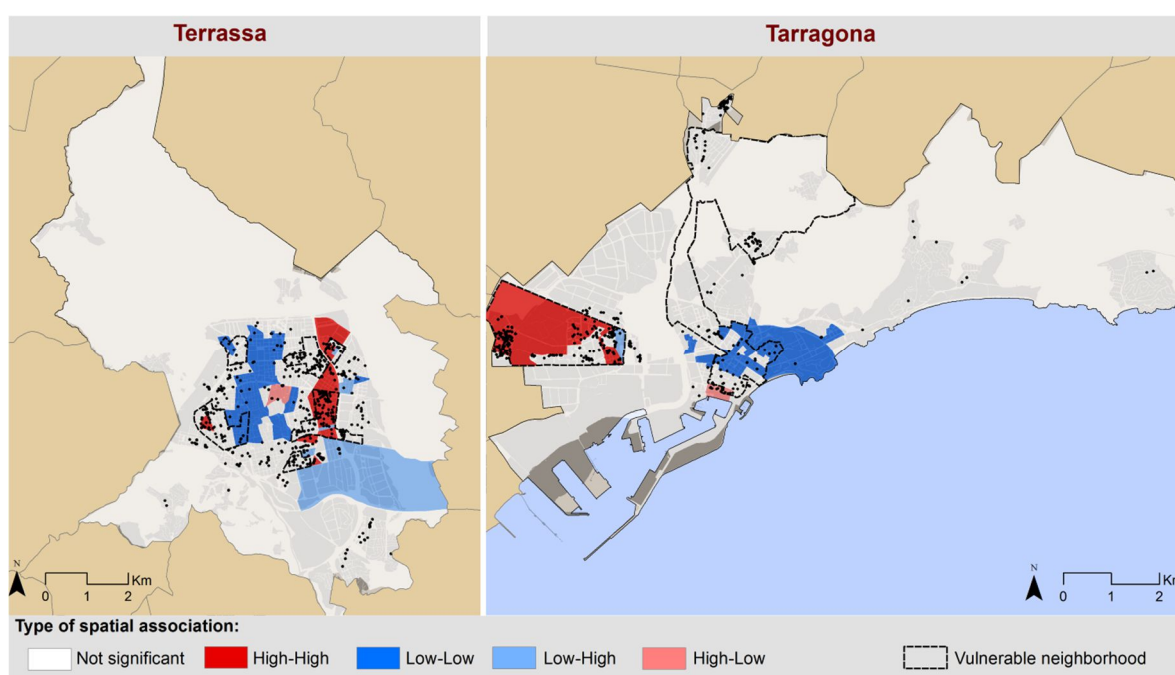 Terrassa
Tarragona
N
Km
0 1 2
N
Km
0 1 2
Type of spatial association:
Not significant High-High Low-Low Low-High High-Low Vulnerable neighborhood